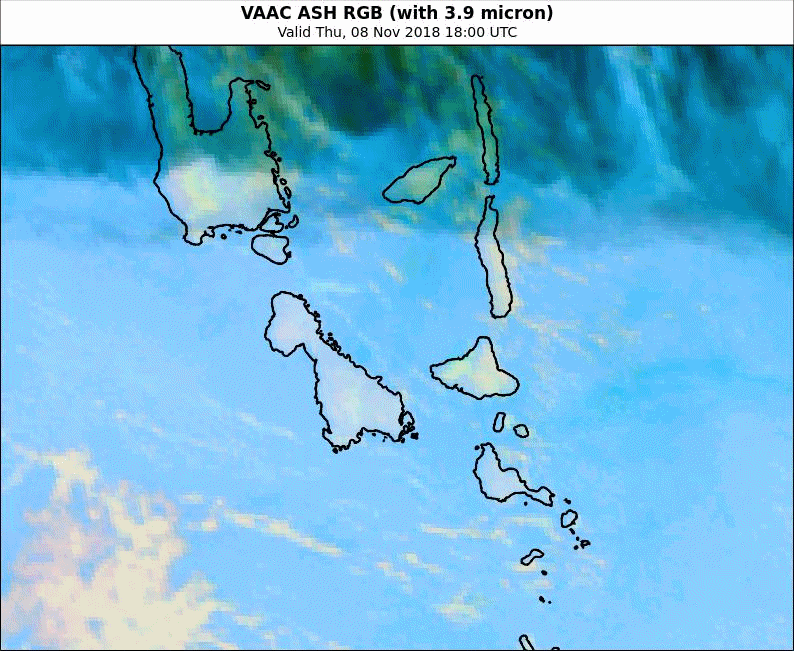 VAAC ASH RGB (with 3.9 micron)
Valid Thu, 08 Nov 2018 18:00 UTC